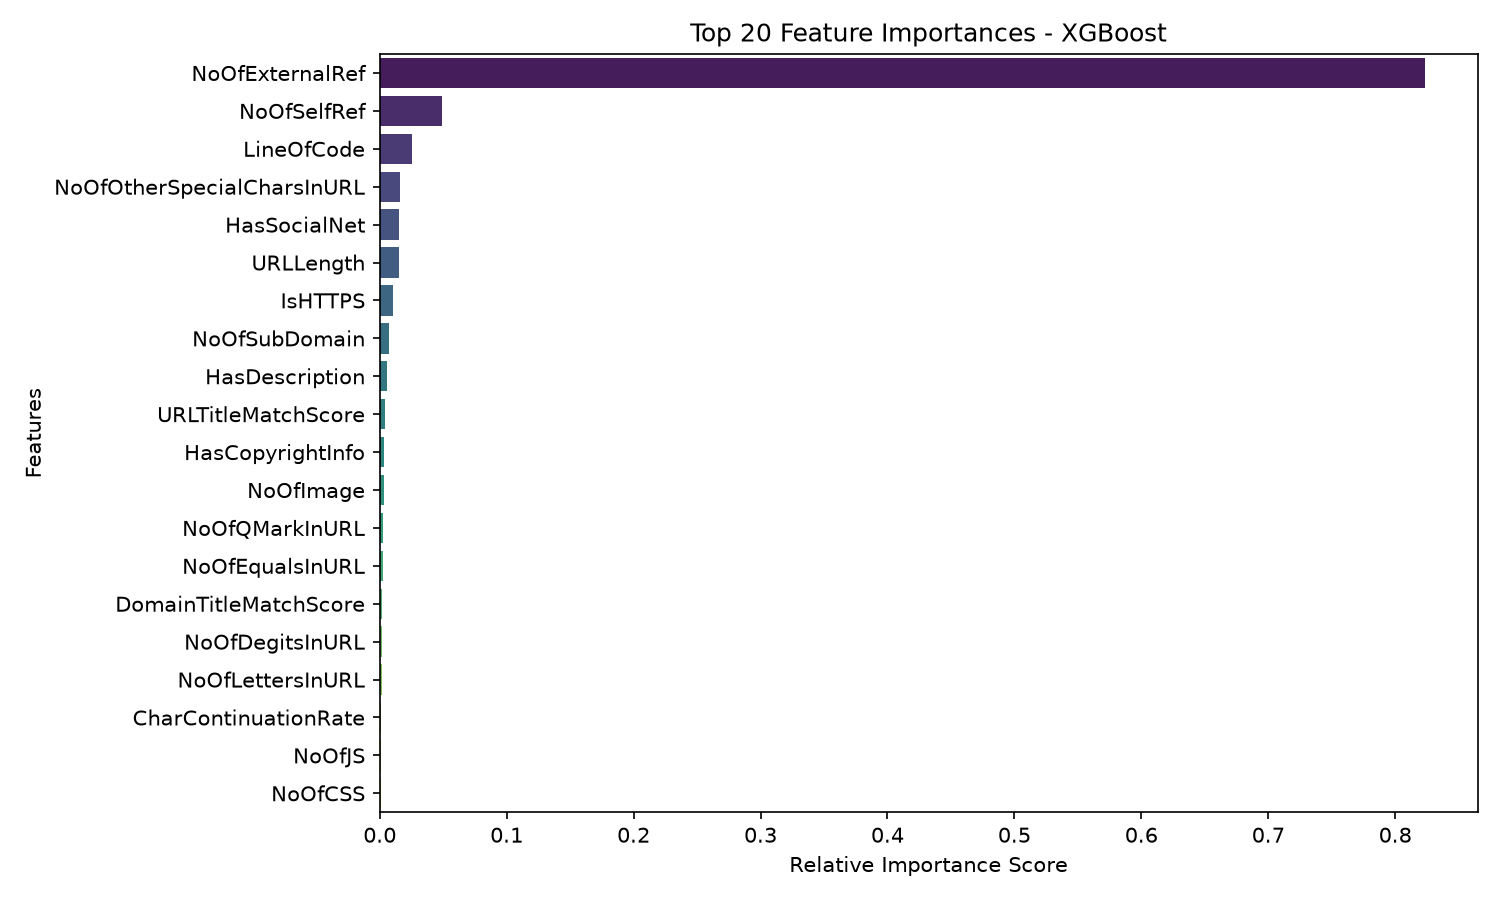 Top 20 Feature Importances - XGBoost
NoOfExternalRef
NoOfSelfRef
LineOfCode
NoOfOtherSpecialCharsInURL
HasSocialNet
URLLength
IsHTTPS
NoOfSubDomain
HasDescription
URLTitleMatchScore
HasCopyrightInfo
NoOfImage
NoOfQMarkInURL
NoOfEqualsInURL
DomainTitleMatchScore
NoOfDegitsInURL
NoOfLettersInURL
CharContinuationRate
NoOfJS
NoOfCSS
Features
0.0 0.1 0.2 0.3 0.4 0.5 0.6 0.7 0.8
Relative Importance Score